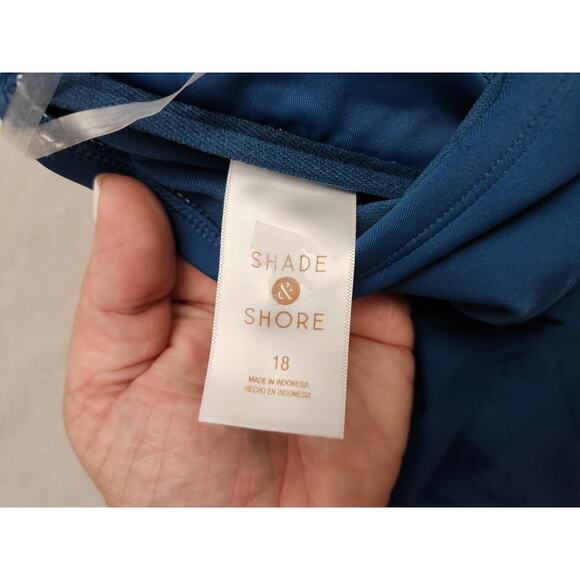 SHADE
&
SHORE
18
MADE IN INDONESIA
HECHO EN INDONESIA